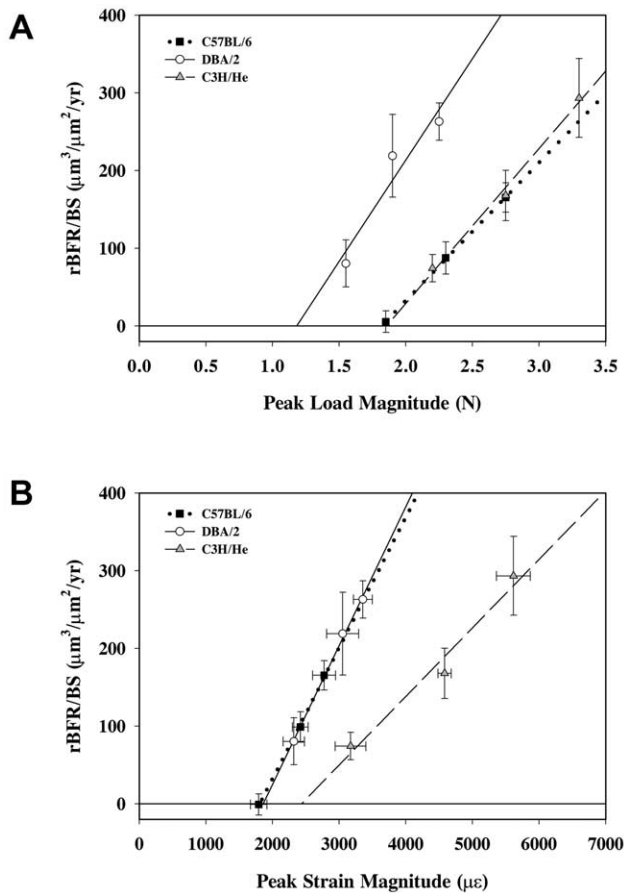 A
C57BL/6
DBA/2
C3H/He
rBFR/BS (µm³/µm²/yr)
400
300
200
100
0
0.0 0.5 1.0 1.5 2.0 2.5 3.0 3.5
Peak Load Magnitude (N)
B
C57BL/6
DBA/2
C3H/He
rBFR/BS (µm³/µm²/yr)
400
300
200
100
0
0 1000 2000 3000 4000 5000 6000 7000
Peak Strain Magnitude (µε)